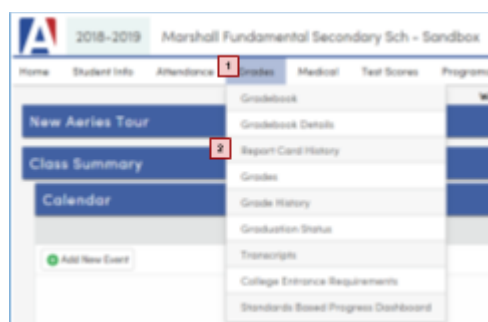 2018-2019 Marshall Fundamental Secondary Sch - Sandbox
Home Student Info Attendance 1 Grades Medical Test Scores Programs
Gradebook
New Aeries Tour
Gradebook Details
2 Report Card History
Class Summary
Grades
Calendar
Grade History
Graduation Status
Transcripts
Add New Event
College Entrance Requirements
Standards Based Progress Dashboard